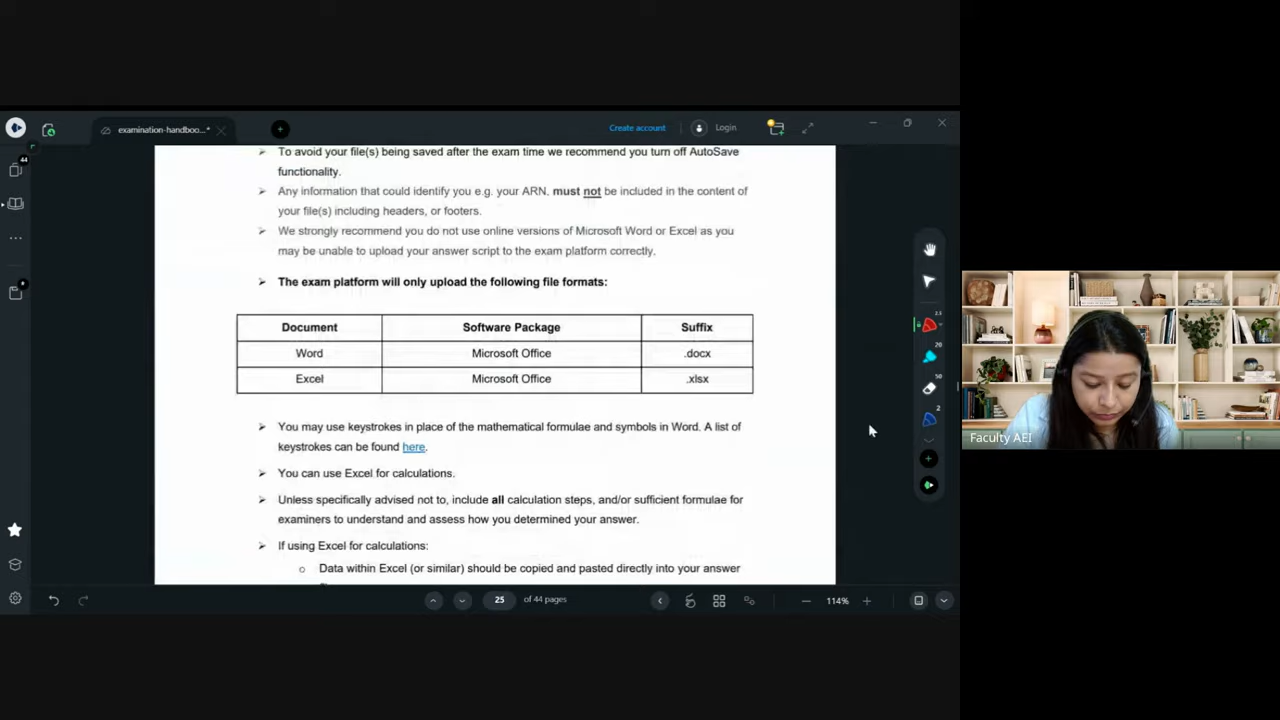 examination-handboo...*
Create account
Login
44
➢ To avoid your file(s) being saved after the exam time we recommend you turn off AutoSave
functionality.
➢ Any information that could identify you e.g. your ARN, must not be included in the content of
your file(s) including headers, or footers.
➢ We strongly recommend you do not use online versions of Microsoft Word or Excel as you
may be unable to upload your answer script to the exam platform correctly.
➢ The exam platform will only upload the following file formats:
Document Software Package Suffix
Word Microsoft Office .docx
Excel Microsoft Office .xlsx
➢ You may use keystrokes in place of the mathematical formulae and symbols in Word. A list of
keystrokes can be found here.
➢ You can use Excel for calculations.
➢ Unless specifically advised not to, include all calculation steps, and/or sufficient formulae for
examiners to understand and assess how you determined your answer.
➢ If using Excel for calculations:
o Data within Excel (or similar) should be copied and pasted directly into your answer
2.5
20
50
2
Faculty AEI
25 of 44 pages
114%